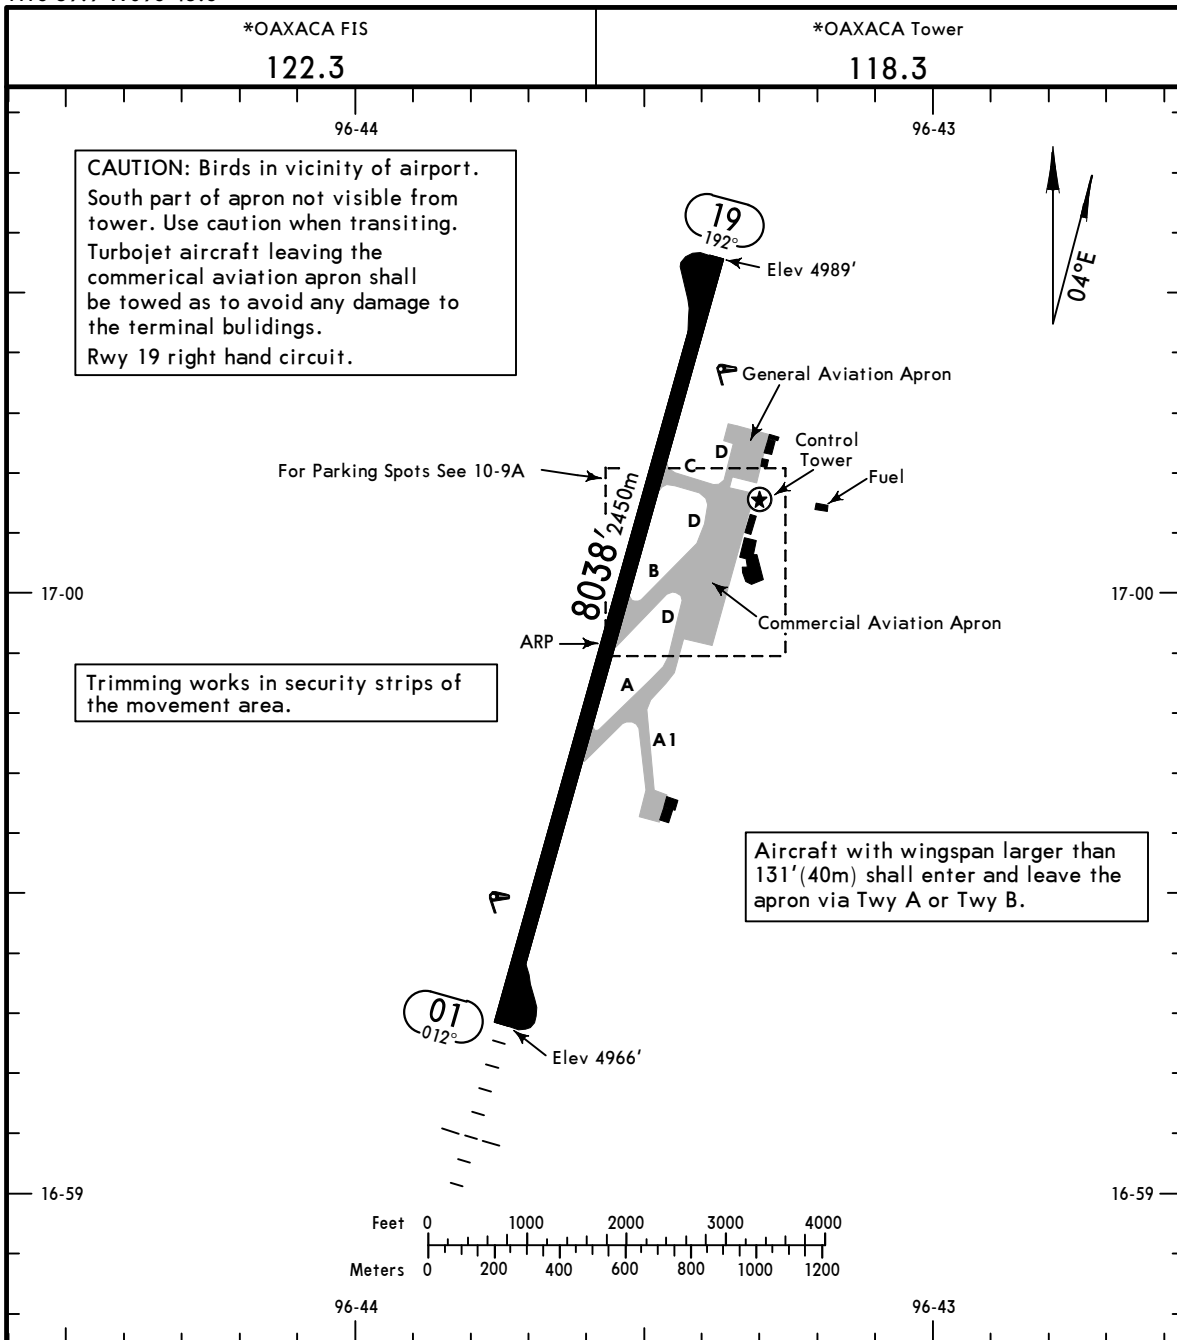 *OAXACA FIS
122.3
*OAXACA Tower
118.3
96-44
96-43
CAUTION: Birds in vicinity of airport.
South part of apron not visible from
tower. Use caution when transiting.
Turbojet aircraft leaving the
commerical aviation apron shall
be towed as to avoid any damage to
the terminal bulidings.
Rwy 19 right hand circuit.
19
192°
Elev 4989'
04°E
General Aviation Apron
Control
Tower
Fuel
For Parking Spots See 10-9A
D
C
D
B
D
8038' 2450m
17-00
17-00
Commercial Aviation Apron
ARP
Trimming works in security strips of
the movement area.
A
A1
Aircraft with wingspan larger than
131'(40m) shall enter and leave the
apron via Twy A or Twy B.
01
012°
Elev 4966'
16-59
16-59
Feet 0 1000 2000 3000 4000
Meters 0 200 400 600 800 1000 1200
96-44
96-43